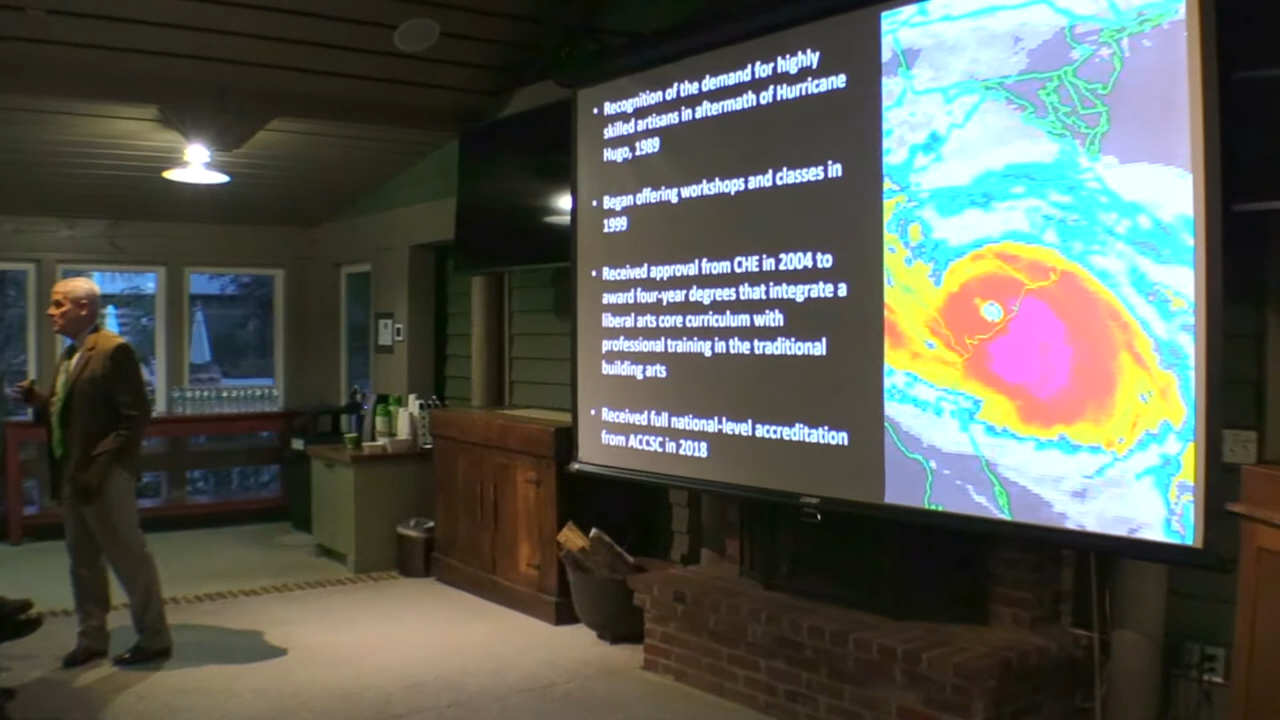 • Recognition of the demand for highly
skilled artisans in aftermath of Hurricane
Hugo, 1989
• Began offering workshops and classes in
1999
• Received approval from CHE in 2004 to
award four-year degrees that integrate a
liberal arts core curriculum with
professional training in the traditional
building arts
• Received full national-level accreditation
from ACCSC in 2018